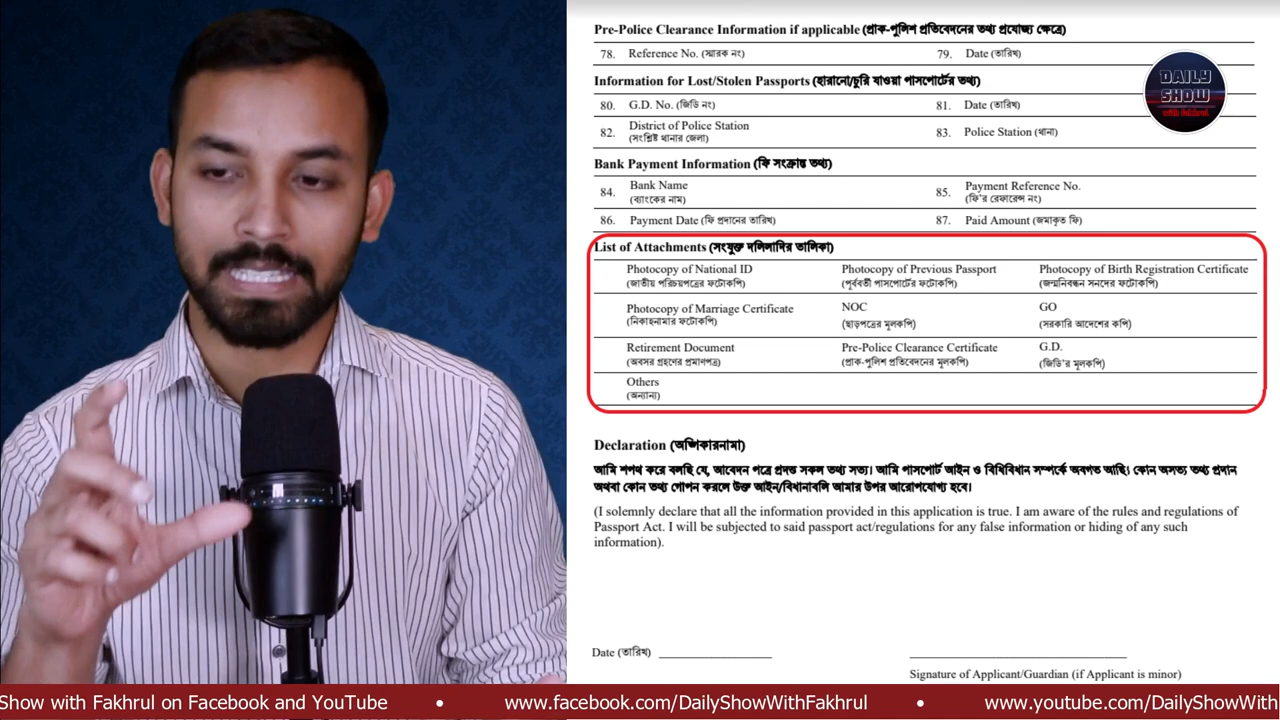 Pre-Police Clearance Information if applicable (প্রাক-পুলিশ প্রতিবেদনের তথ্য প্রযোজ্য ক্ষেত্রে)
78. Reference No. (স্মারক নং) 79. Date (তারিখ)
DAILY
SHOW
with Fakhrul
Information for Lost/Stolen Passports (হারানো/চুরি যাওয়া পাসপোর্টের তথ্য)
80. G.D. No. (জিডি নং) 81. Date (তারিখ)
82. District of Police Station 83. Police Station (থানা)
(সংশ্লিষ্ট থানার জেলা)
Bank Payment Information (ফি সংক্রান্ত তথ্য)
84. Bank Name 85. Payment Reference No.
(ব্যাংকের নাম) (ফি'র রেফারেন্স নং)
86. Payment Date (ফি প্রদানের তারিখ) 87. Paid Amount (জমাকৃত ফি)
List of Attachments (সংযুক্ত দলিলাদির তালিকা)
Photocopy of National ID Photocopy of Previous Passport Photocopy of Birth Registration Certificate
(জাতীয় পরিচয়পত্রের ফটোকপি) (পূর্ববর্তী পাসপোর্টের ফটোকপি) (জন্মনিবন্ধন সনদের ফটোকপি)
Photocopy of Marriage Certificate NOC GO
(নিকাহনামার ফটোকপি) (ছাড়পত্রের মূলকপি) (সরকারি আদেশের কপি)
Retirement Document Pre-Police Clearance Certificate G.D.
(অবসর গ্রহণের প্রমাণপত্র) (প্রাক-পুলিশ প্রতিবেদনের মূলকপি) (জিডি'র মূলকপি)
Others
(অন্যান্য)
Declaration (অঙ্গিকারনামা)
আমি শপথ করে বলছি যে, আবেদন পত্রে প্রদত্ত সকল তথ্য সত্য। আমি পাসপোর্ট আইন ও বিধিবিধান সম্পর্কে অবগত আছি। কোন অসত্য তথ্য প্রদান
অথবা কোন তথ্য গোপন করলে উক্ত আইন/বিধানাবলি আমার উপর আরোপযোগ্য হবে।
(I solemnly declare that all the information provided in this application is true. I am aware of the rules and regulations of
Passport Act. I will be subjected to said passport act/regulations for any false information or hiding of any such
information).
Date (তারিখ)
Signature of Applicant/Guardian (if Applicant is minor)
Show with Fakhrul on Facebook and YouTube • www.facebook.com/DailyShowWithFakhrul • www.youtube.com/DailyShowWith